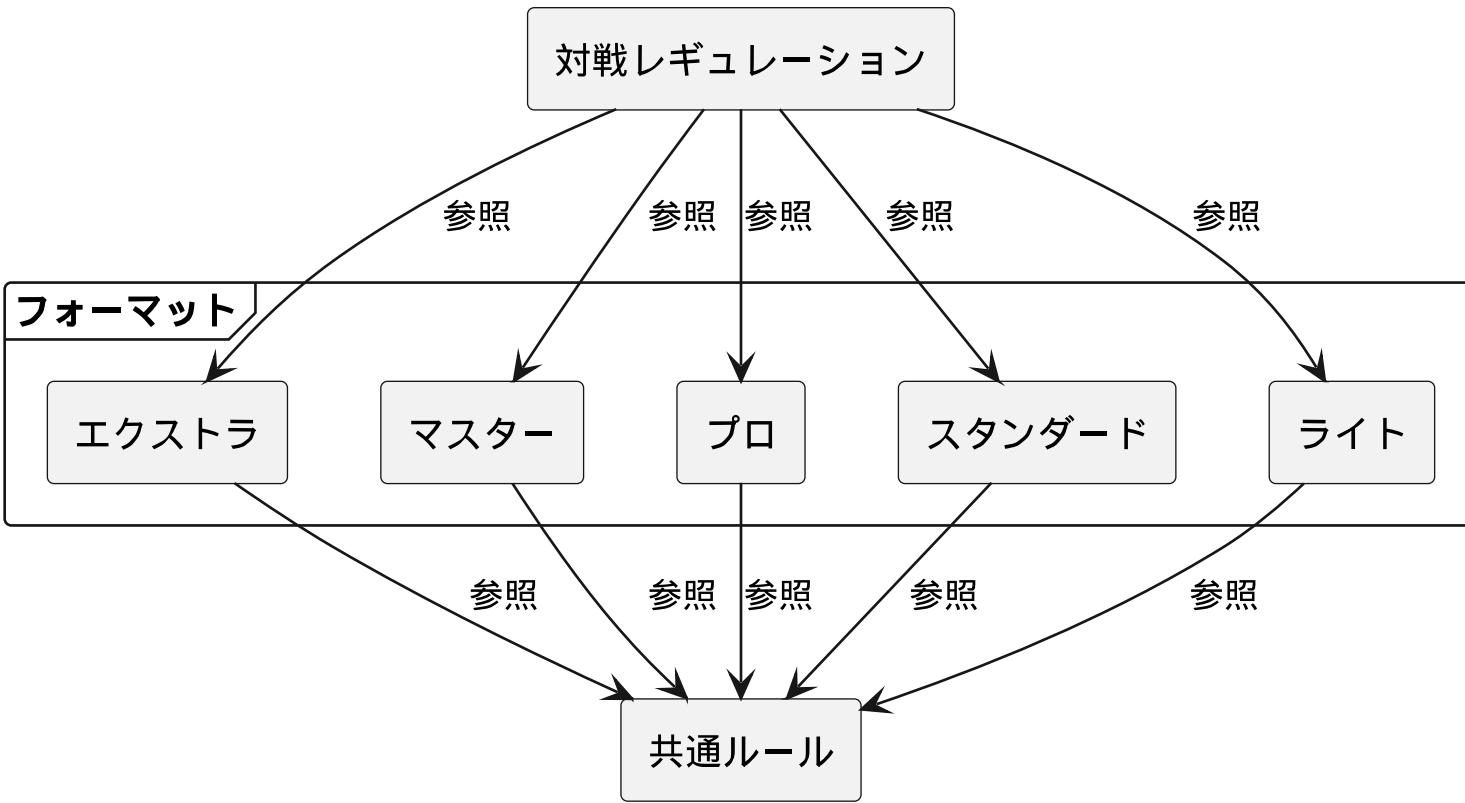 対戦レギュレーション
参照
参照
参照
参照
参照
フォーマット
エクストラ
マスター
プロ
スタンダード
ライト
参照
参照
参照
参照
参照
共通ルール